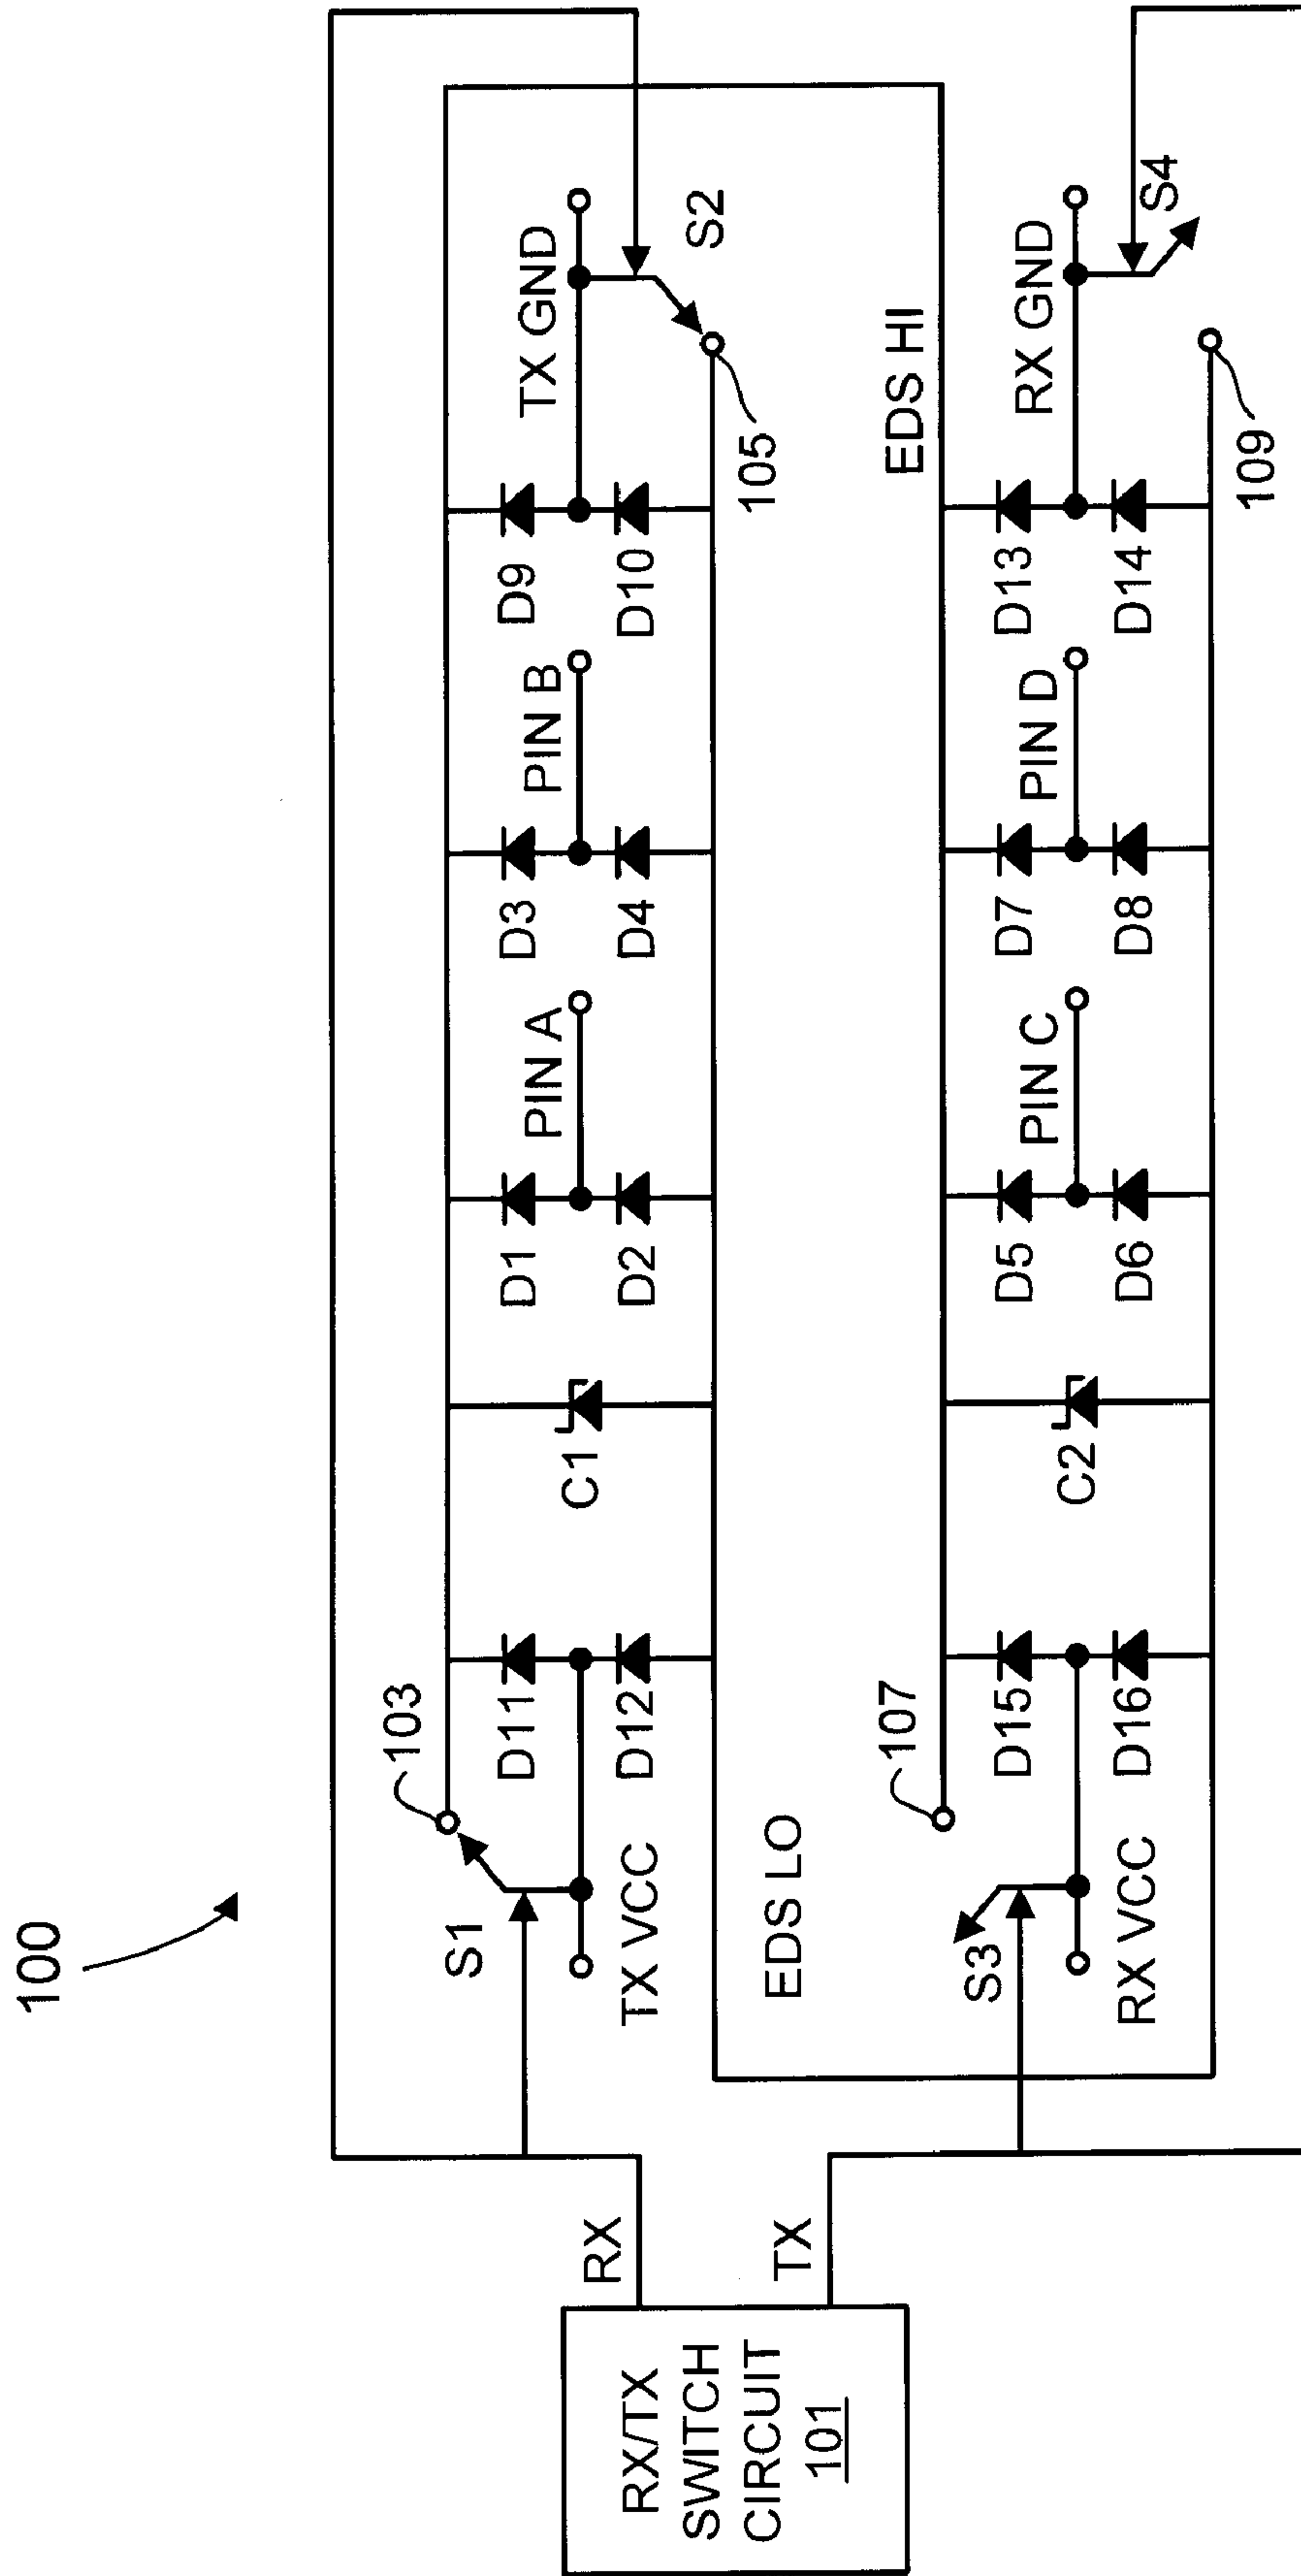 100
RX/TX
SWITCH
CIRCUIT
101
RX
TX
S1
103
TX VCC
D11
D12
C1
D1
D2
PIN A
D3
D4
PIN B
D9
D10
TX GND
105
S2
EDS LO
EDS HI
S3
107
RX VCC
D15
D16
C2
D5
D6
PIN C
D7
D8
PIN D
D13
D14
RX GND
109
S4